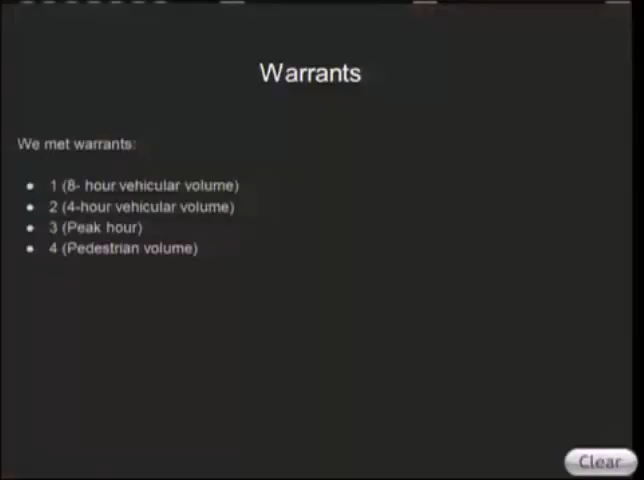 Warrants
We met warrants:
● 1 (8- hour vehicular volume)
● 2 (4-hour vehicular volume)
● 3 (Peak hour)
● 4 (Pedestrian volume)
Clear